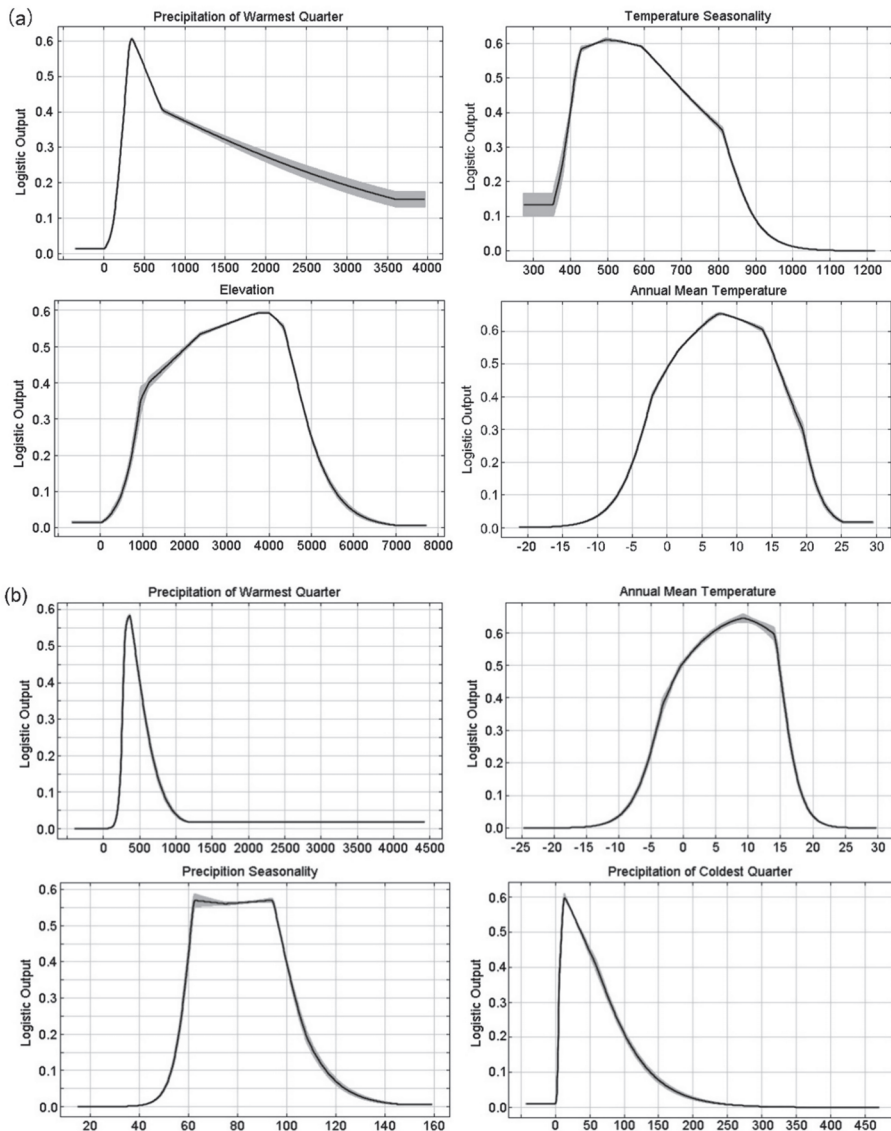 (a)
Precipitation of Warmest Quarter
Logistic Output
0.6
0.5
0.4
0.3
0.2
0.1
0.0
0 500 1000 1500 2000 2500 3000 3500 4000
Temperature Seasonality
Logistic Output
0.6
0.5
0.4
0.3
0.2
0.1
0.0
300 400 500 600 700 800 900 1000 1100 1200
Elevation
Logistic Output
0.6
0.5
0.4
0.3
0.2
0.1
0.0
0 1000 2000 3000 4000 5000 6000 7000 8000
Annual Mean Temperature
Logistic Output
0.6
0.5
0.4
0.3
0.2
0.1
0.0
-20 -15 -10 -5 0 5 10 15 20 25 30
(b)
Precipitation of Warmest Quarter
Logistic Output
0.6
0.5
0.4
0.3
0.2
0.1
0.0
0 500 1000 1500 2000 2500 3000 3500 4000 4500
Annual Mean Temperature
Logistic Output
0.6
0.5
0.4
0.3
0.2
0.1
0.0
-25 -20 -15 -10 -5 0 5 10 15 20 25 30
Precipition Seasonality
Logistic Output
0.6
0.5
0.4
0.3
0.2
0.1
0.0
20 40 60 80 100 120 140 160
Precipitation of Coldest Quarter
Logistic Output
0.6
0.5
0.4
0.3
0.2
0.1
0.0
0 50 100 150 200 250 300 350 400 450